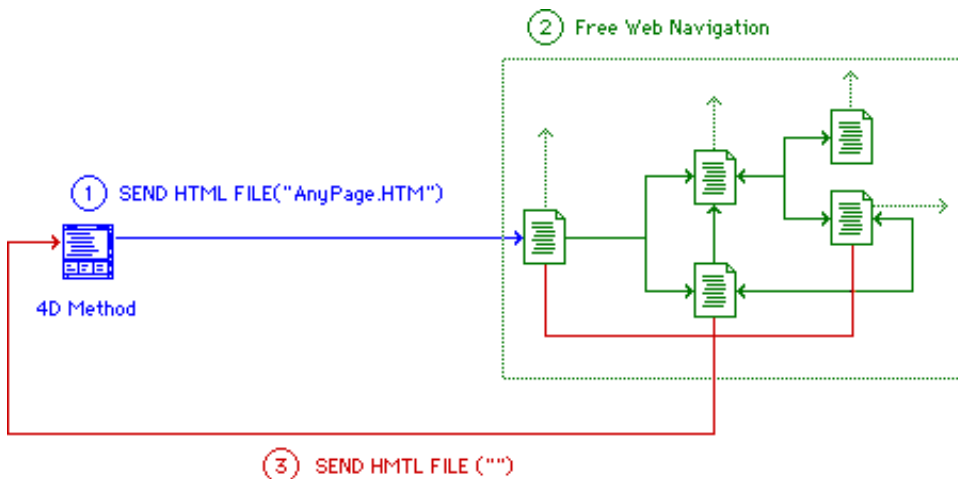 2 Free Web Navigation
1 SEND HTML FILE("AnyPage.HTM")
4D Method
3 SEND HMTL FILE ("")